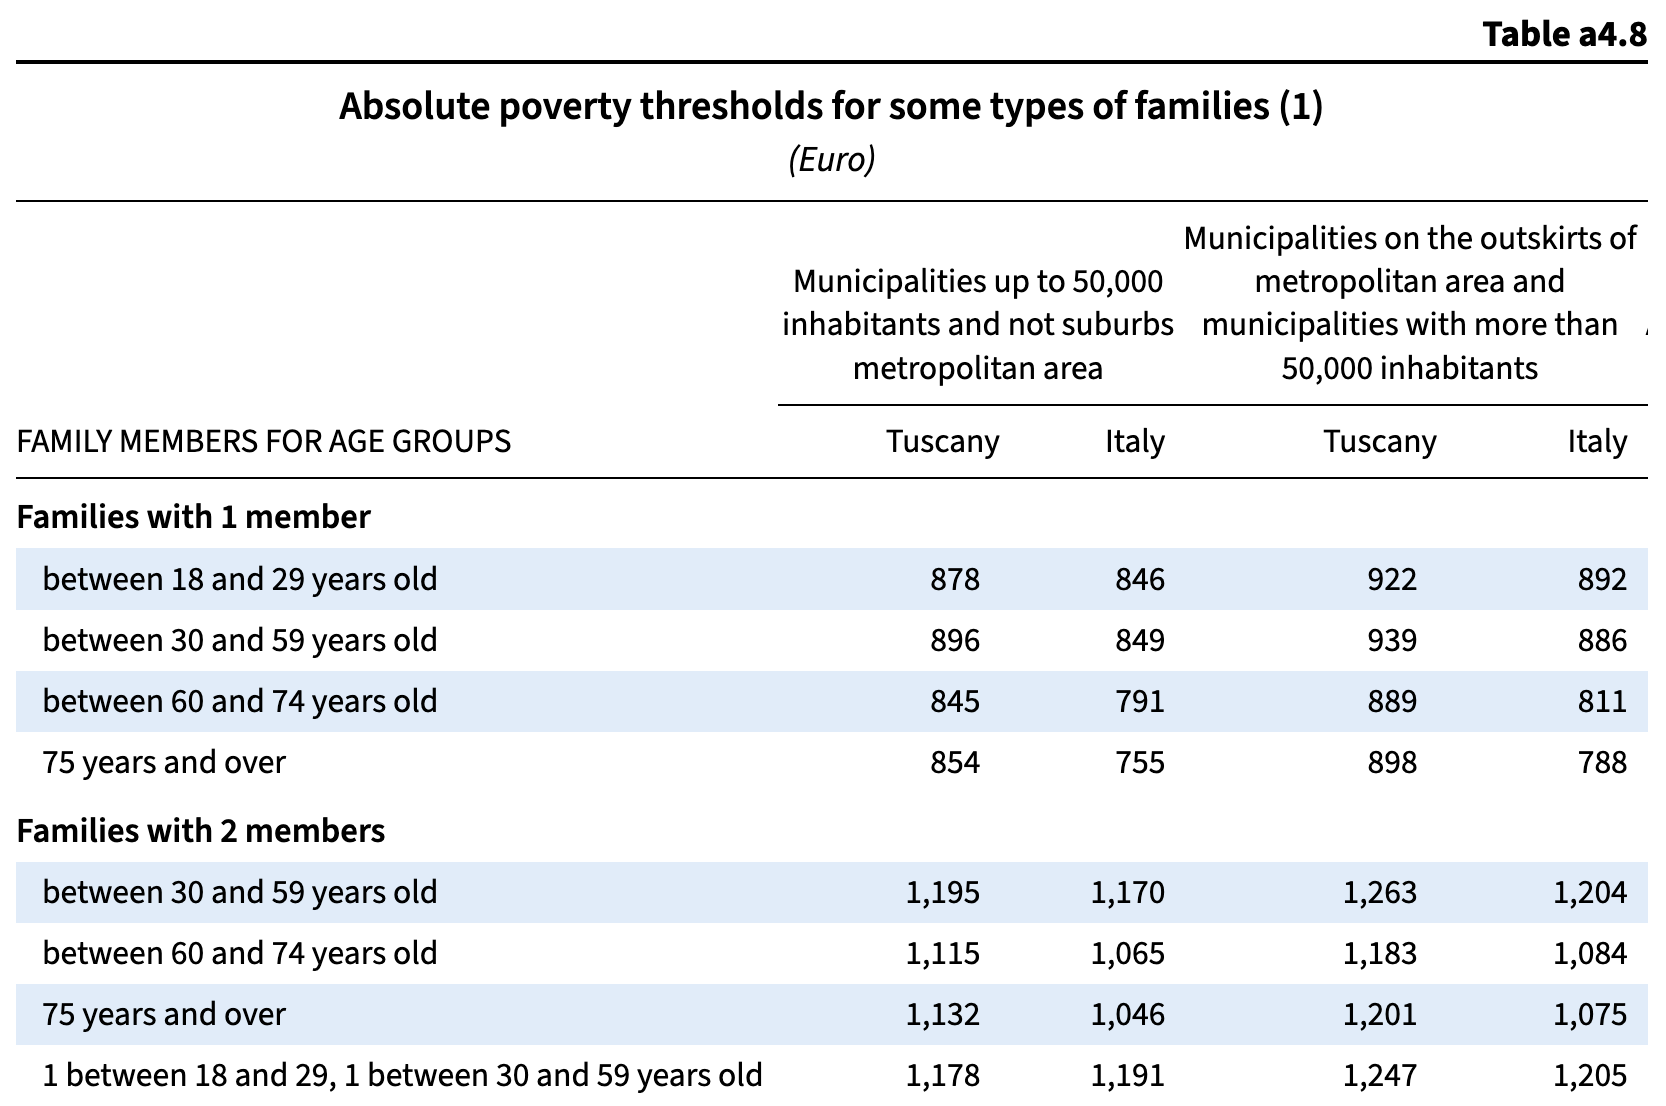 Table a4.8
Absolute poverty thresholds for some types of families (1)
(Euro)
Municipalities up to 50,000
inhabitants and not suburbs
metropolitan area
Municipalities on the outskirts of
metropolitan area and
municipalities with more than
50,000 inhabitants
FAMILY MEMBERS FOR AGE GROUPS Tuscany Italy Tuscany Italy
Families with 1 member
between 18 and 29 years old 878 846 922 892
between 30 and 59 years old 896 849 939 886
between 60 and 74 years old 845 791 889 811
75 years and over 854 755 898 788
Families with 2 members
between 30 and 59 years old 1,195 1,170 1,263 1,204
between 60 and 74 years old 1,115 1,065 1,183 1,084
75 years and over 1,132 1,046 1,201 1,075
1 between 18 and 29, 1 between 30 and 59 years old 1,178 1,191 1,247 1,205